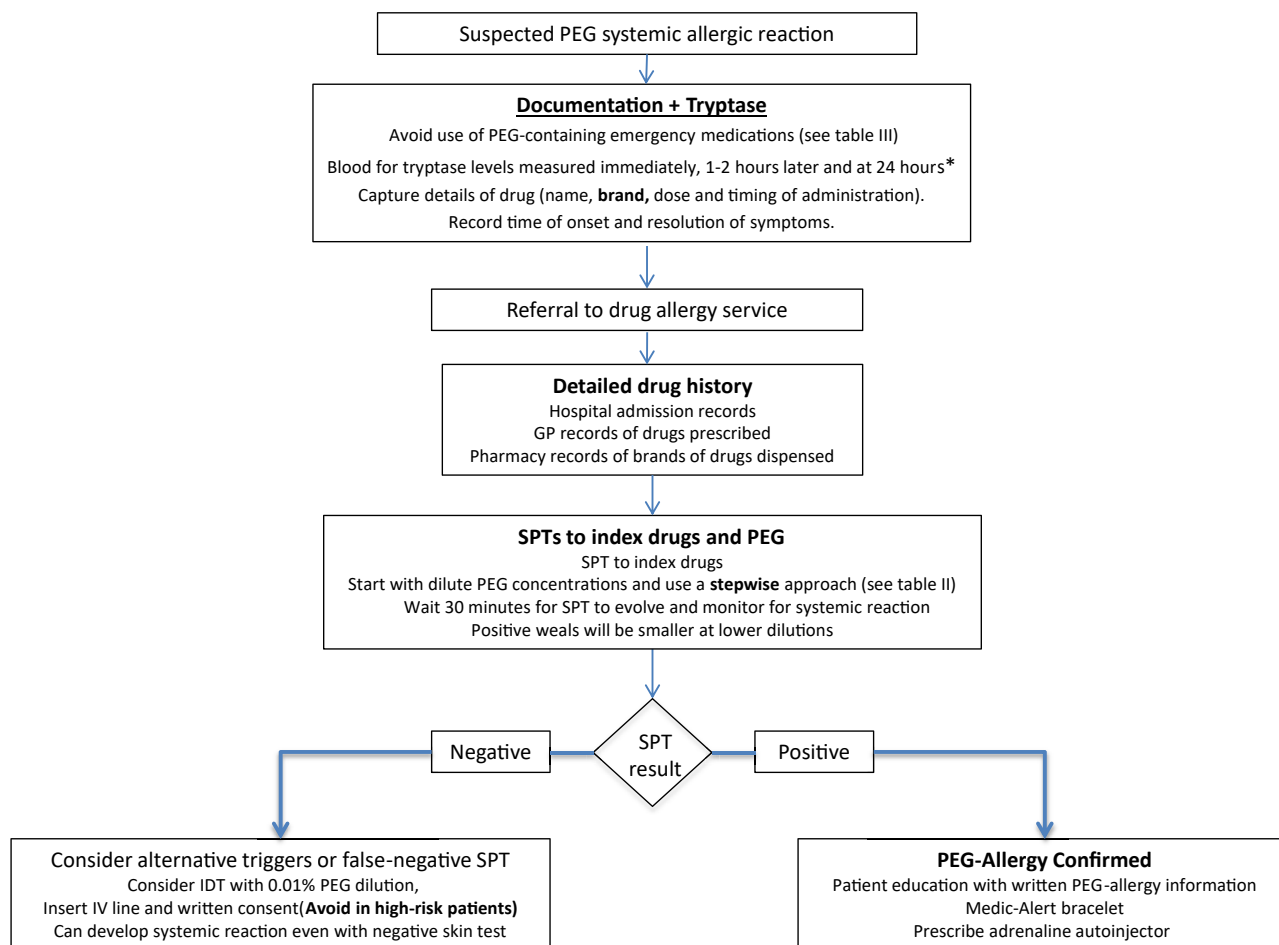 Suspected PEG systemic allergic reaction
Documentation + Tryptase
Avoid use of PEG-containing emergency medications (see table III)
Blood for tryptase levels measured immediately, 1-2 hours later and at 24 hours*
Capture details of drug (name, brand, dose and timing of administration).
Record time of onset and resolution of symptoms.
Referral to drug allergy service
Detailed drug history
Hospital admission records
GP records of drugs prescribed
Pharmacy records of brands of drugs dispensed
SPTs to index drugs and PEG
SPT to index drugs
Start with dilute PEG concentrations and use a stepwise approach (see table II)
Wait 30 minutes for SPT to evolve and monitor for systemic reaction
Positive weals will be smaller at lower dilutions
Negative
SPT
result
Positive
Consider alternative triggers or false-negative SPT
Consider IDT with 0.01% PEG dilution,
Insert IV line and written consent(Avoid in high-risk patients)
Can develop systemic reaction even with negative skin test
PEG-Allergy Confirmed
Patient education with written PEG-allergy information
Medic-Alert bracelet
Prescribe adrenaline autoinjector